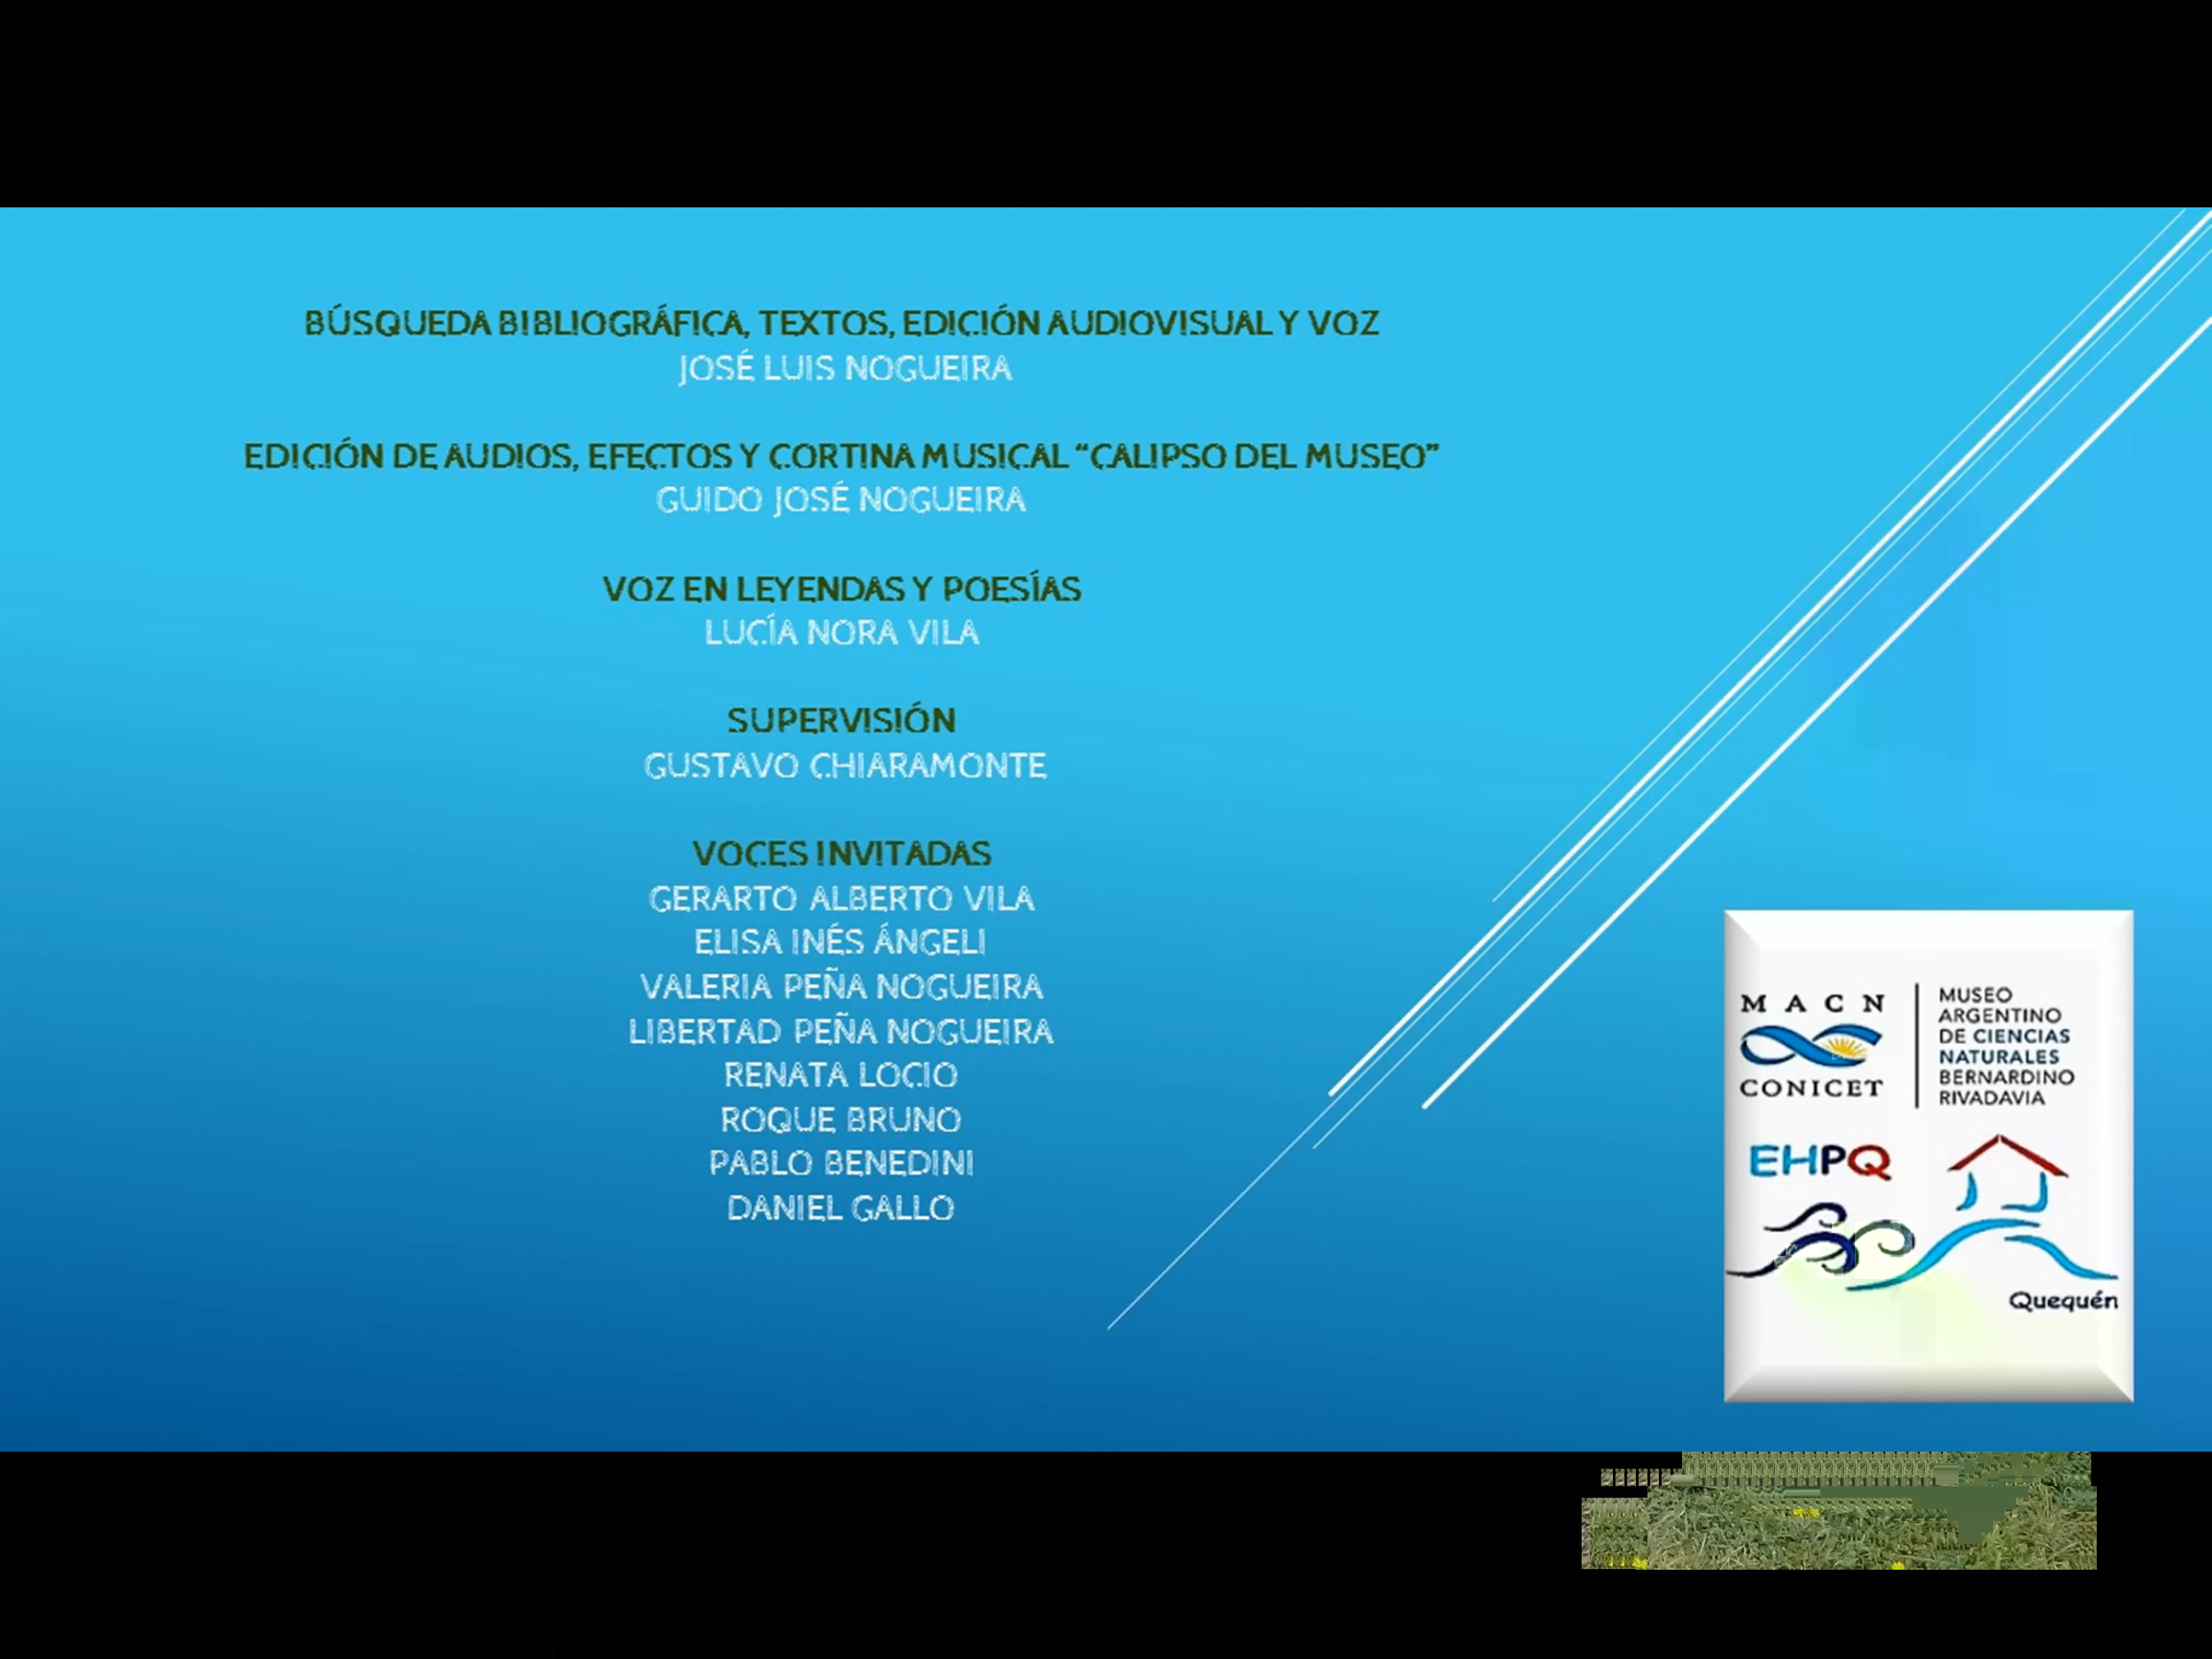 BÚSQUEDA BIBLIOGRÁFICA, TEXTOS, EDICIÓN AUDIOVISUAL Y VOZ
JOSÉ LUIS NOGUEIRA
EDICIÓN DE AUDIOS, EFECTOS Y CORTINA MUSICAL “CALIPSO DEL MUSEO”
GUIDO JOSÉ NOGUEIRA
VOZ EN LEYENDAS Y POESÍAS
LUCÍA NORA VILA
SUPERVISIÓN
GUSTAVO CHIARAMONTE
VOCES INVITADAS
GERARTO ALBERTO VILA
ELISA INÉS ÁNGELI
VALERIA PEÑA NOGUEIRA
LIBERTAD PEÑA NOGUEIRA
RENATA LOCIO
ROQUE BRUNO
PABLO BENEDINI
DANIEL GALLO
MACN
CONICET
MUSEO
ARGENTINO
DE CIENCIAS
NATURALES
BERNARDINO
RIVADAVIA
EHPQ
Quequén